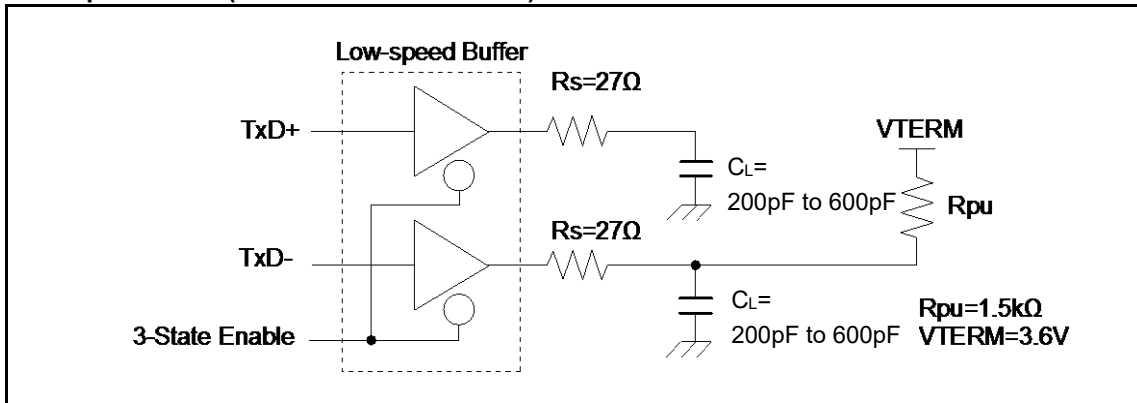 Low-speed Buffer
Rs=27Ω
TxD+
VTERM
CL=
200pF to 600pF
Rpu
Rs=27Ω
TxD-
CL=
200pF to 600pF
Rpu=1.5kΩ
VTERM=3.6V
3-State Enable